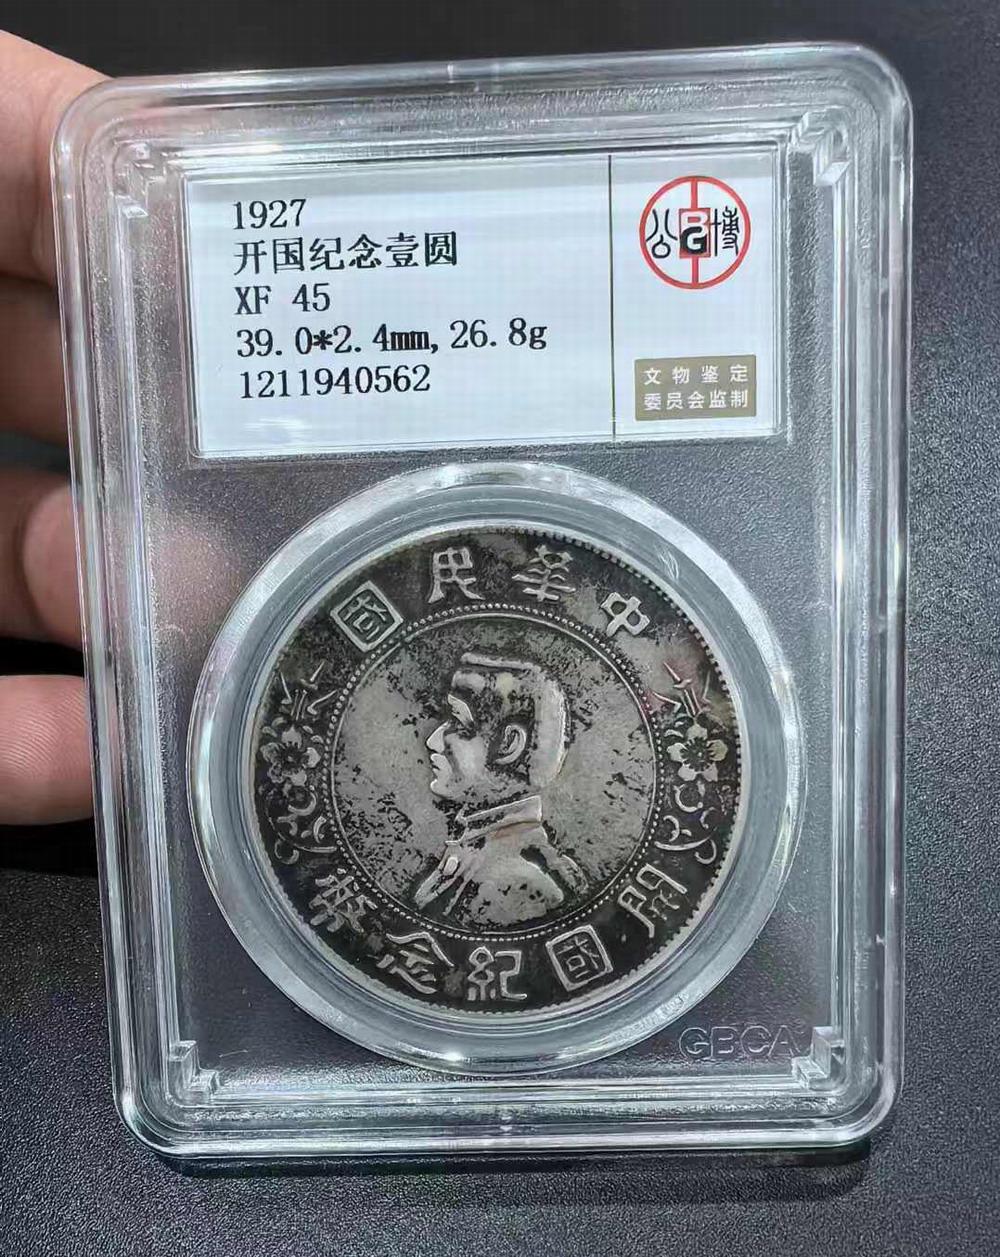 1927
开国纪念壹圆
XF 45
39.0*2.4mm, 26.8g
1211940562
公 BG 博
文物鉴定
委员会监制
中華民國
開國紀念幣
GBCA